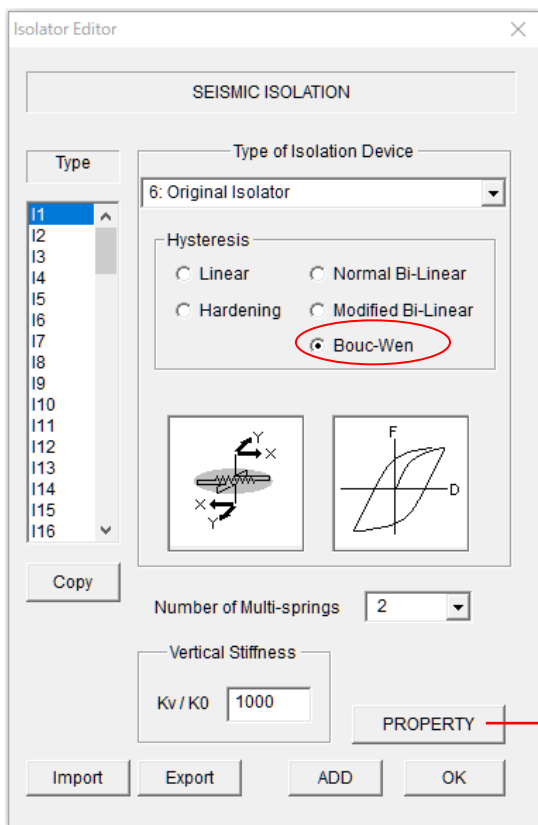 Isolator Editor
SEISMIC ISOLATION
Type
I1
I2
I3
I4
I5
I6
I7
I8
I9
I10
I11
I12
I13
I14
I15
I16
Copy
Type of Isolation Device
6: Original Isolator
Hysteresis
Linear
Normal Bi-Linear
Hardening
Modified Bi-Linear
Bouc-Wen
Y
X
X
Y
F
D
Number of Multi-springs 2
Vertical Stiffness
Kv / K0 1000
PROPERTY
Import Export ADD OK